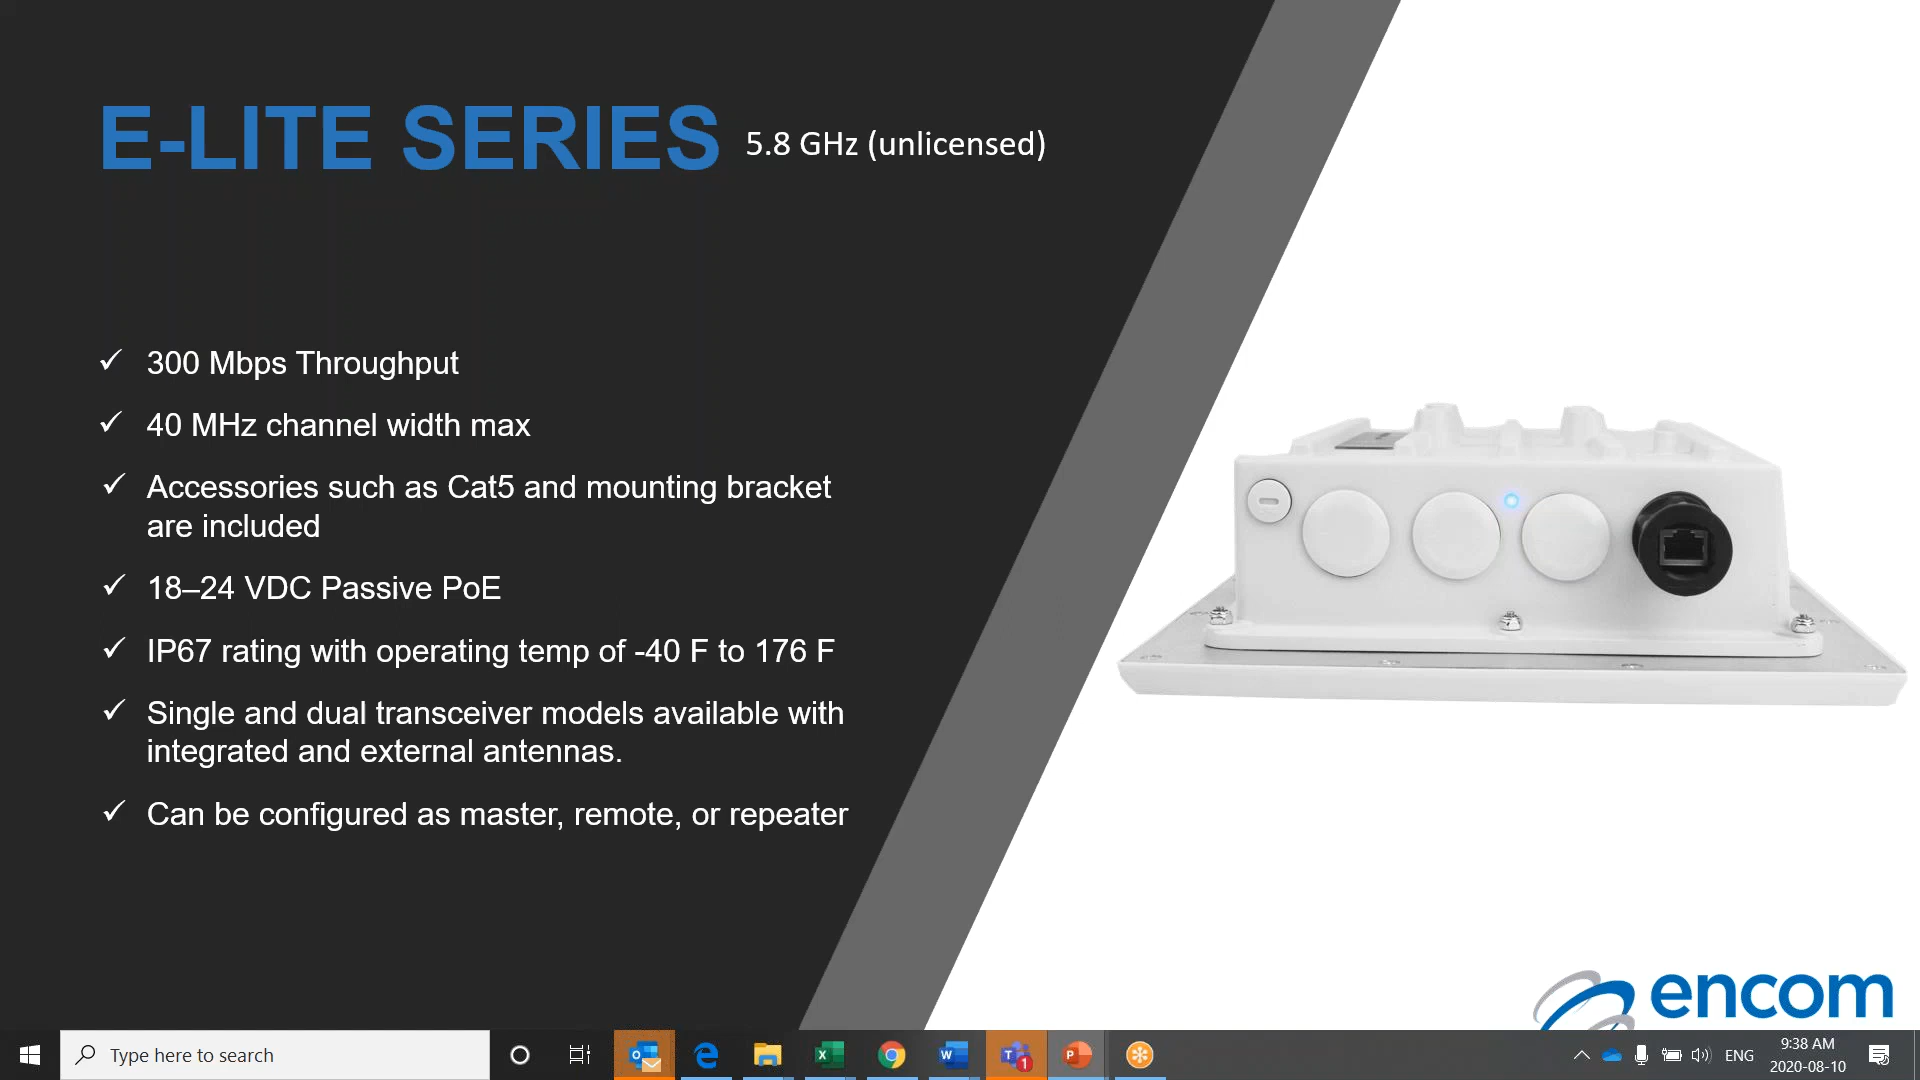 E-LITE SERIES 5.8 GHz (unlicensed)
300 Mbps Throughput
40 MHz channel width max
Accessories such as Cat5 and mounting bracket
are included
18–24 VDC Passive PoE
IP67 rating with operating temp of -40 F to 176 F
Single and dual transceiver models available with
integrated and external antennas.
Can be configured as master, remote, or repeater
encom
Type here to search
ENG
9:38 AM
2020-08-10